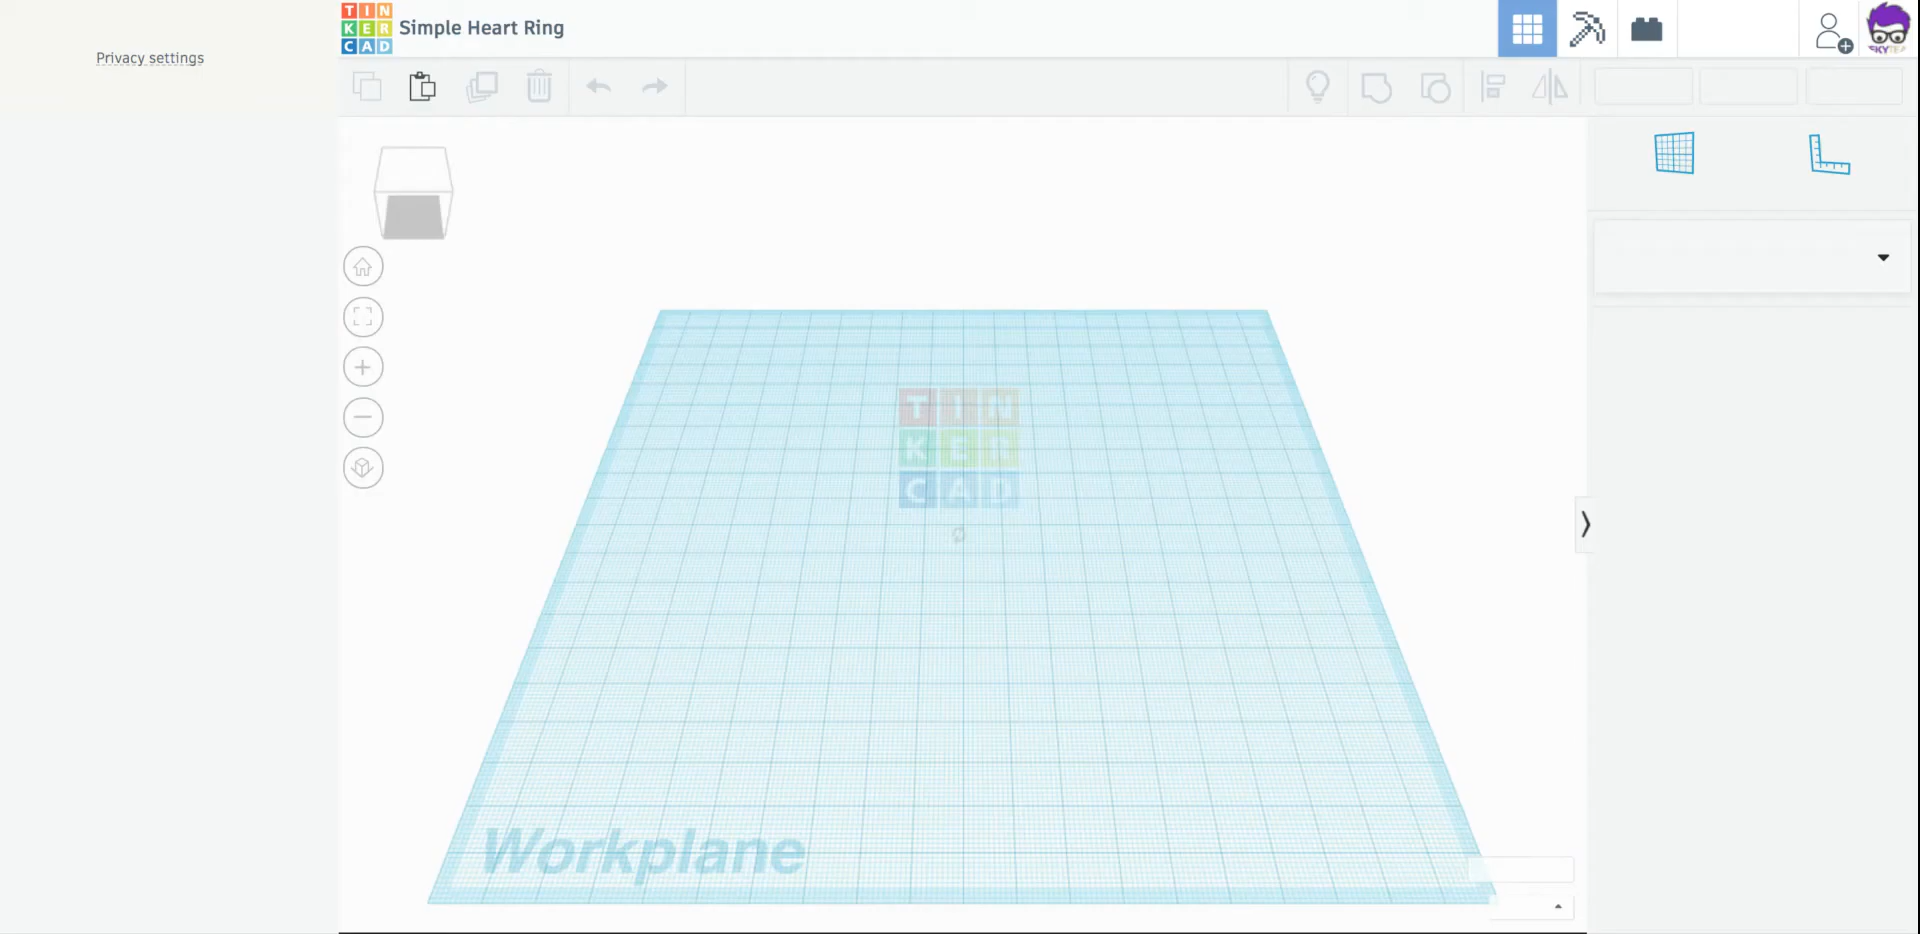 Privacy settings
TIN
KER
CAD
Simple Heart Ring
TIN
KER
CAD
Workplane